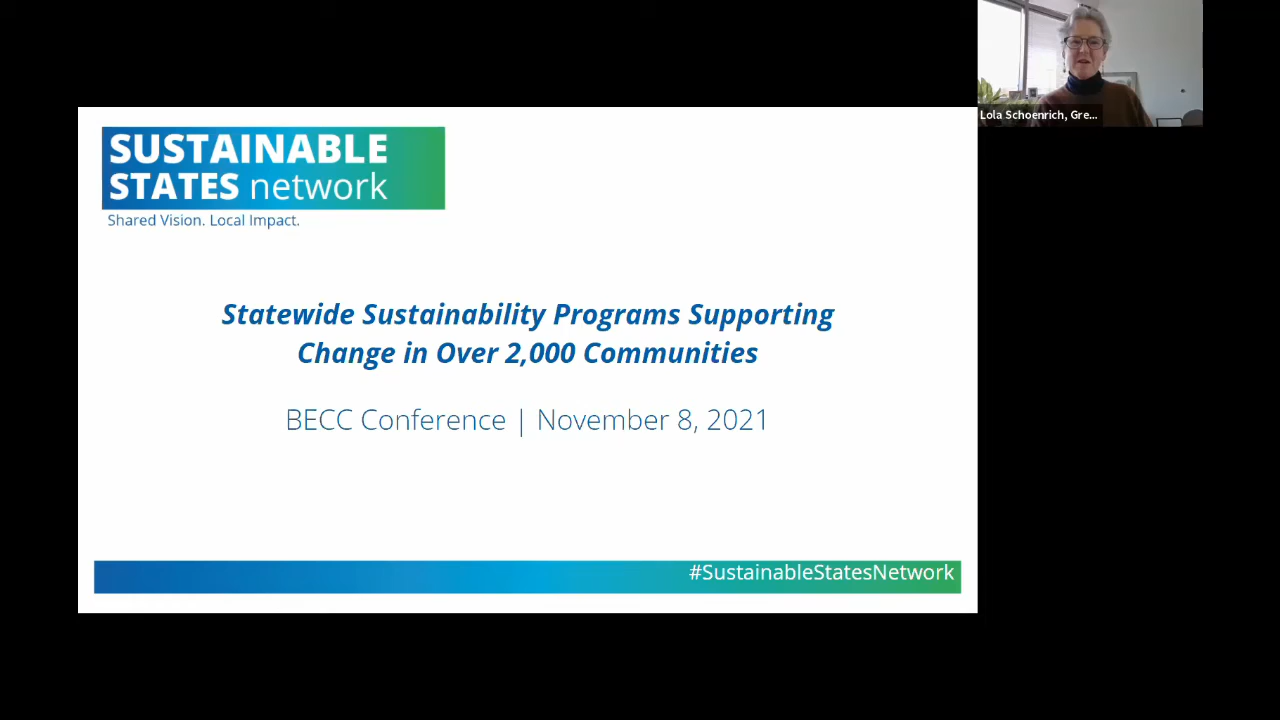 Lola Schoenrich, Gre...
SUSTAINABLE
STATES network
Shared Vision. Local Impact.
Statewide Sustainability Programs Supporting
Change in Over 2,000 Communities
BECC Conference | November 8, 2021
#SustainableStatesNetwork